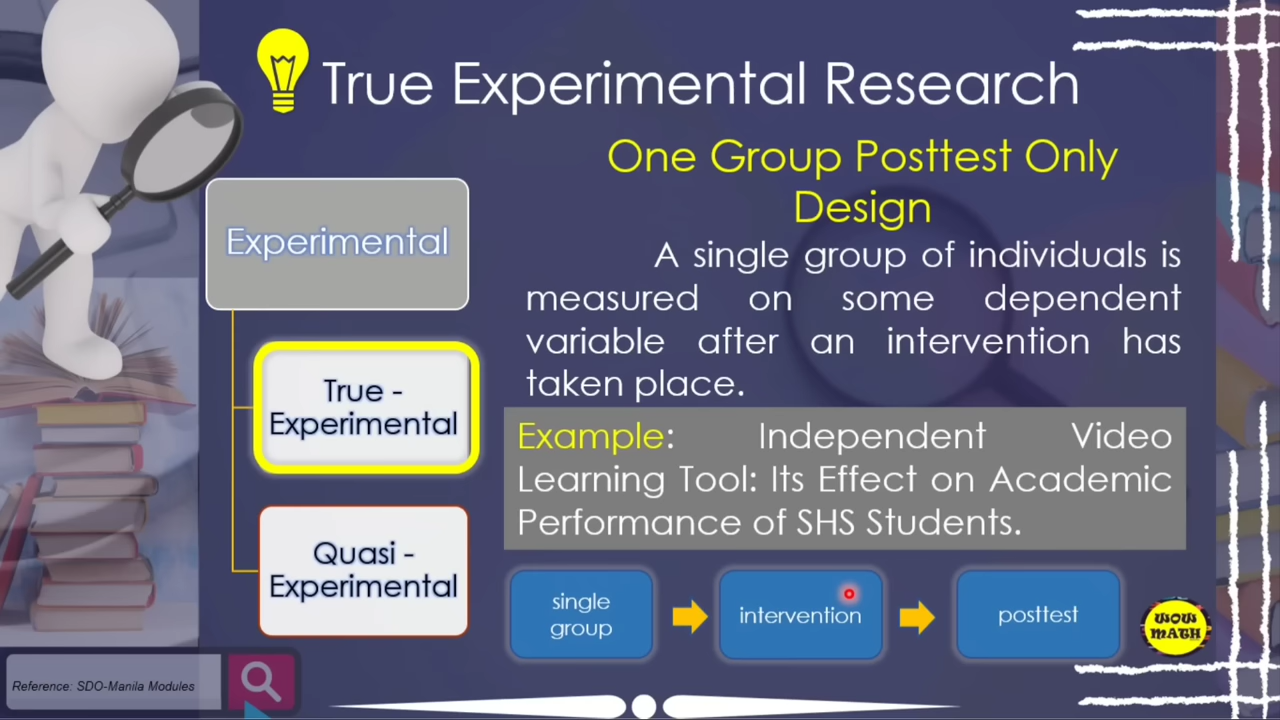 True Experimental Research
One Group Posttest Only
Design
A single group of individuals is
measured on some dependent
variable after an intervention has
taken place.
Example: Independent Video
Learning Tool: Its Effect on Academic
Performance of SHS Students.
Experimental
True -
Experimental
Quasi -
Experimental
single
group
intervention
posttest
WOW
MATH
Reference: SDO-Manila Modules